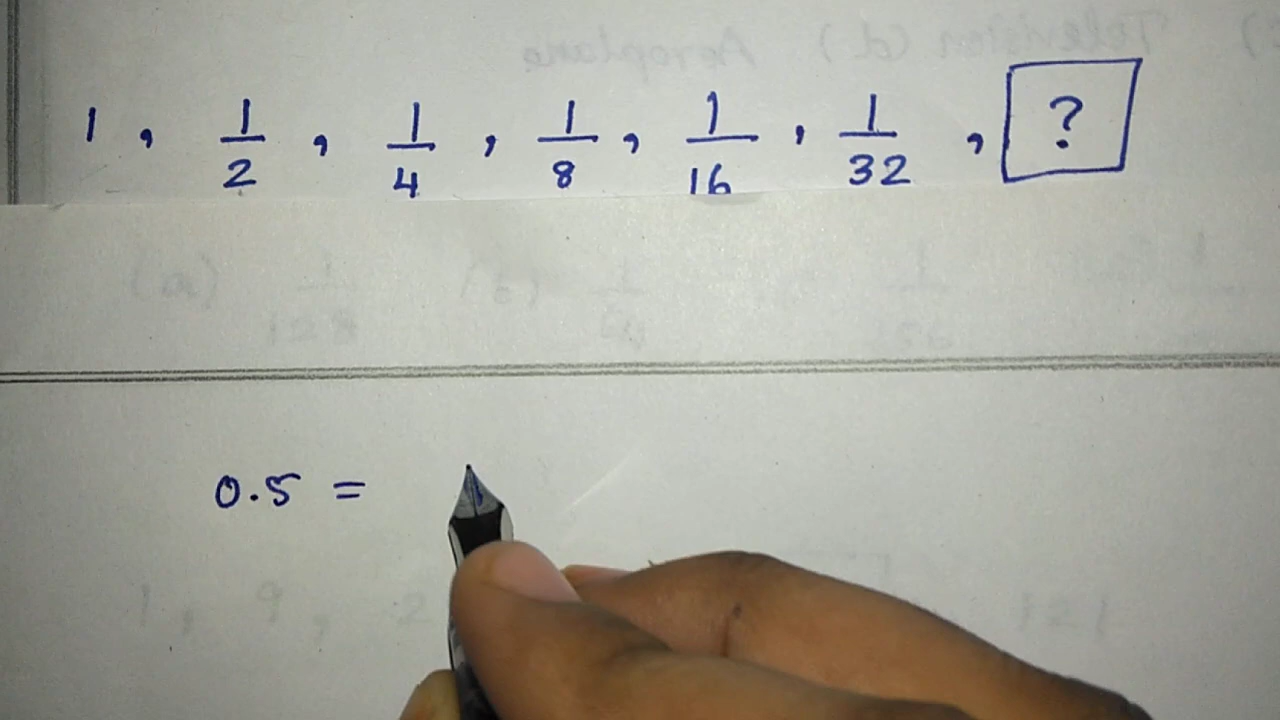 1 , 1/2 , 1/4 , 1/8 , 1/16 , 1/32 , ?
0.5 =